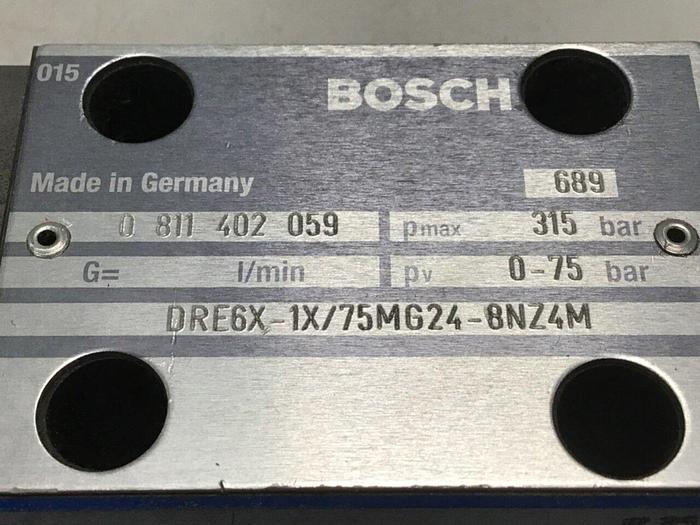 015
BOSCH
Made in Germany 689
0 811 402 059 pmax 315 bar
G= l/min pv 0-75 bar
DRE6X-1X/75MG24-8NZ4M